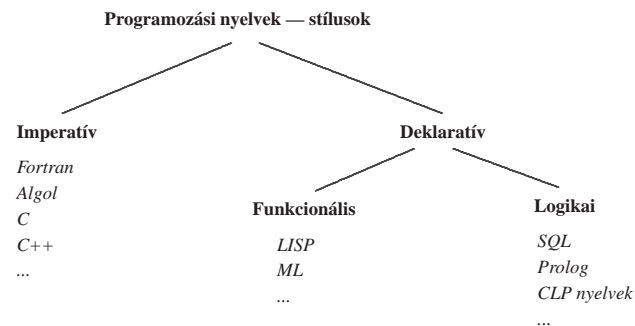 Programozási nyelvek — stílusok
Imperatív
Fortran
Algol
C
C++
...
Deklaratív
Funkcionális
LISP
ML
...
Logikai
SQL
Prolog
CLP nyelvek
...